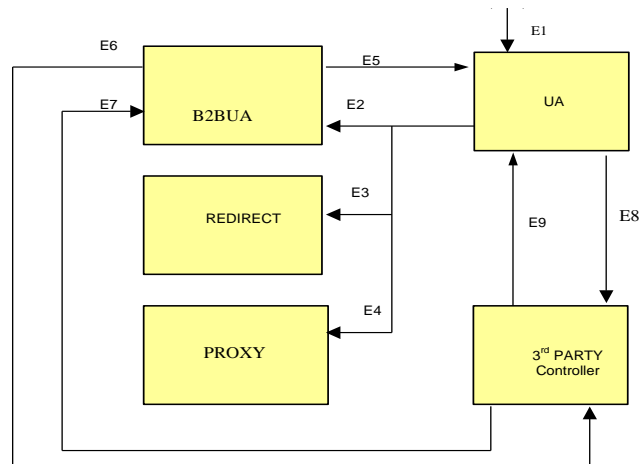 E1
E6
E5
UA
E7
E2
B2BUA
E3
REDIRECT
E9
E8
E4
PROXY
3rd PARTY
Controller